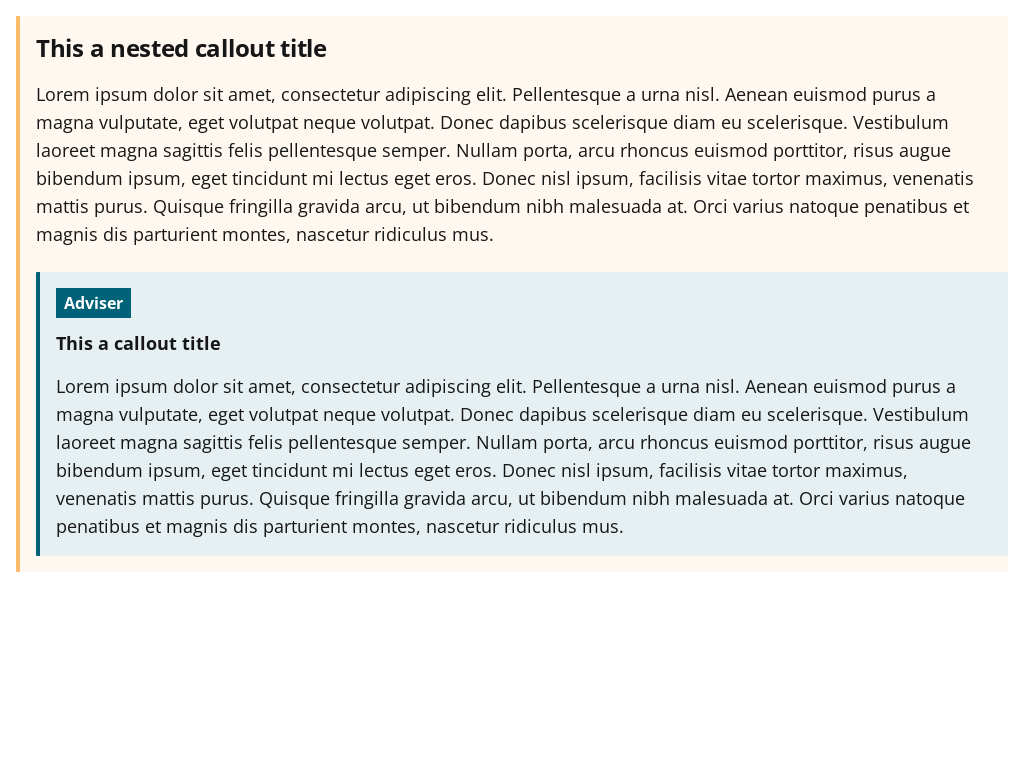 This a nested callout title
Lorem ipsum dolor sit amet, consectetur adipiscing elit. Pellentesque a urna nisl. Aenean euismod purus a
magna vulputate, eget volutpat neque volutpat. Donec dapibus scelerisque diam eu scelerisque. Vestibulum
laoreet magna sagittis felis pellentesque semper. Nullam porta, arcu rhoncus euismod porttitor, risus augue
bibendum ipsum, eget tincidunt mi lectus eget eros. Donec nisl ipsum, facilisis vitae tortor maximus, venenatis
mattis purus. Quisque fringilla gravida arcu, ut bibendum nibh malesuada at. Orci varius natoque penatibus et
magnis dis parturient montes, nascetur ridiculus mus.
Adviser
This a callout title
Lorem ipsum dolor sit amet, consectetur adipiscing elit. Pellentesque a urna nisl. Aenean euismod purus a
magna vulputate, eget volutpat neque volutpat. Donec dapibus scelerisque diam eu scelerisque. Vestibulum
laoreet magna sagittis felis pellentesque semper. Nullam porta, arcu rhoncus euismod porttitor, risus augue
bibendum ipsum, eget tincidunt mi lectus eget eros. Donec nisl ipsum, facilisis vitae tortor maximus,
venenatis mattis purus. Quisque fringilla gravida arcu, ut bibendum nibh malesuada at. Orci varius natoque
penatibus et magnis dis parturient montes, nascetur ridiculus mus.